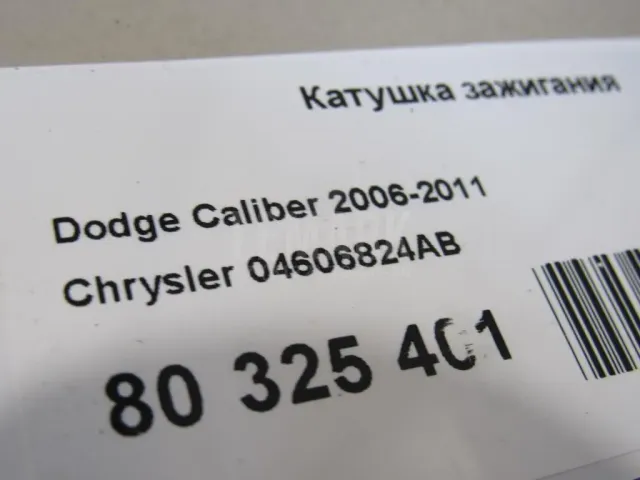 Катушка зажигания
Dodge Caliber 2006-2011
Chrysler 04606824AB
80 325 401